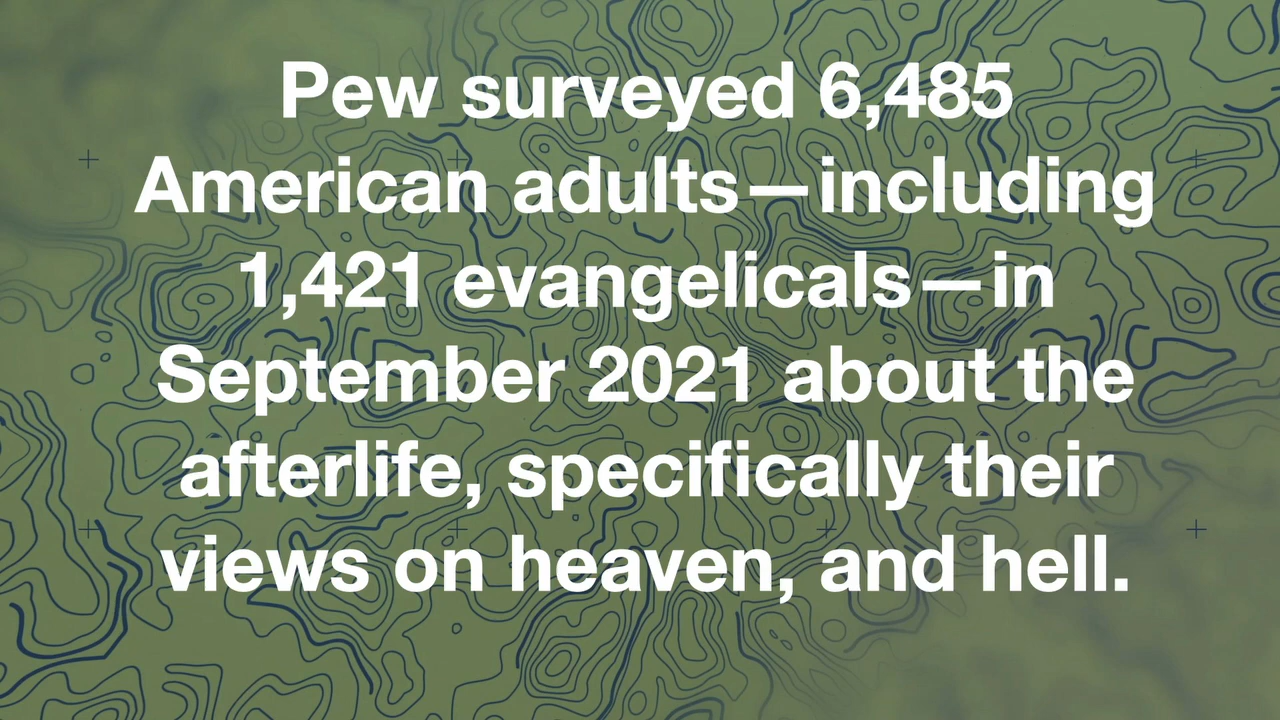 Pew surveyed 6,485
American adults—including
1,421 evangelicals—in
September 2021 about the
afterlife, specifically their
views on heaven, and hell.